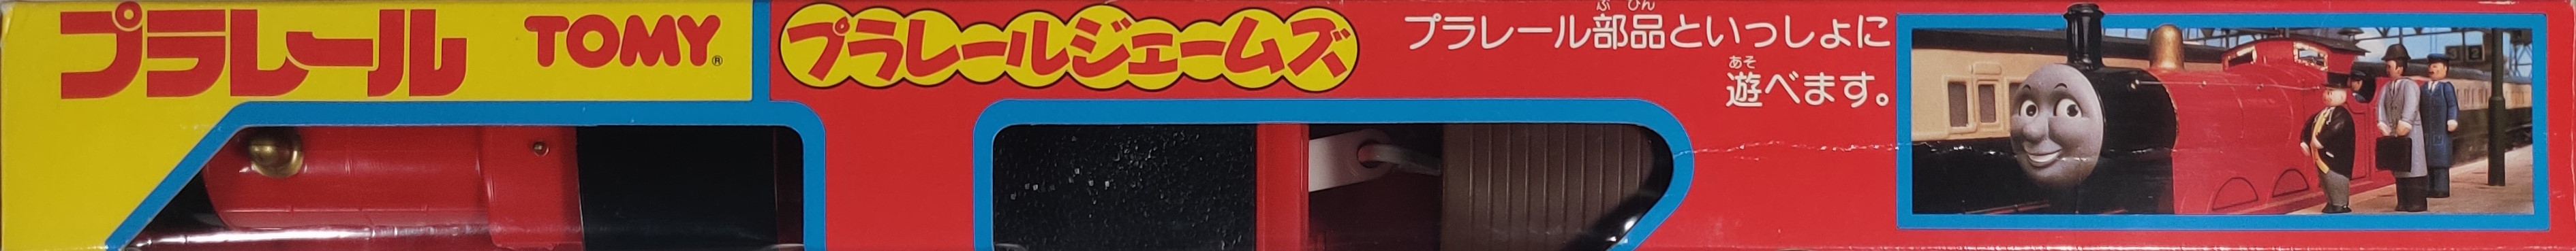 プラレール
TOMY®
プラレールジェームズ
プラレール部品といっしょに
ぶひん
遊べます。
あそ